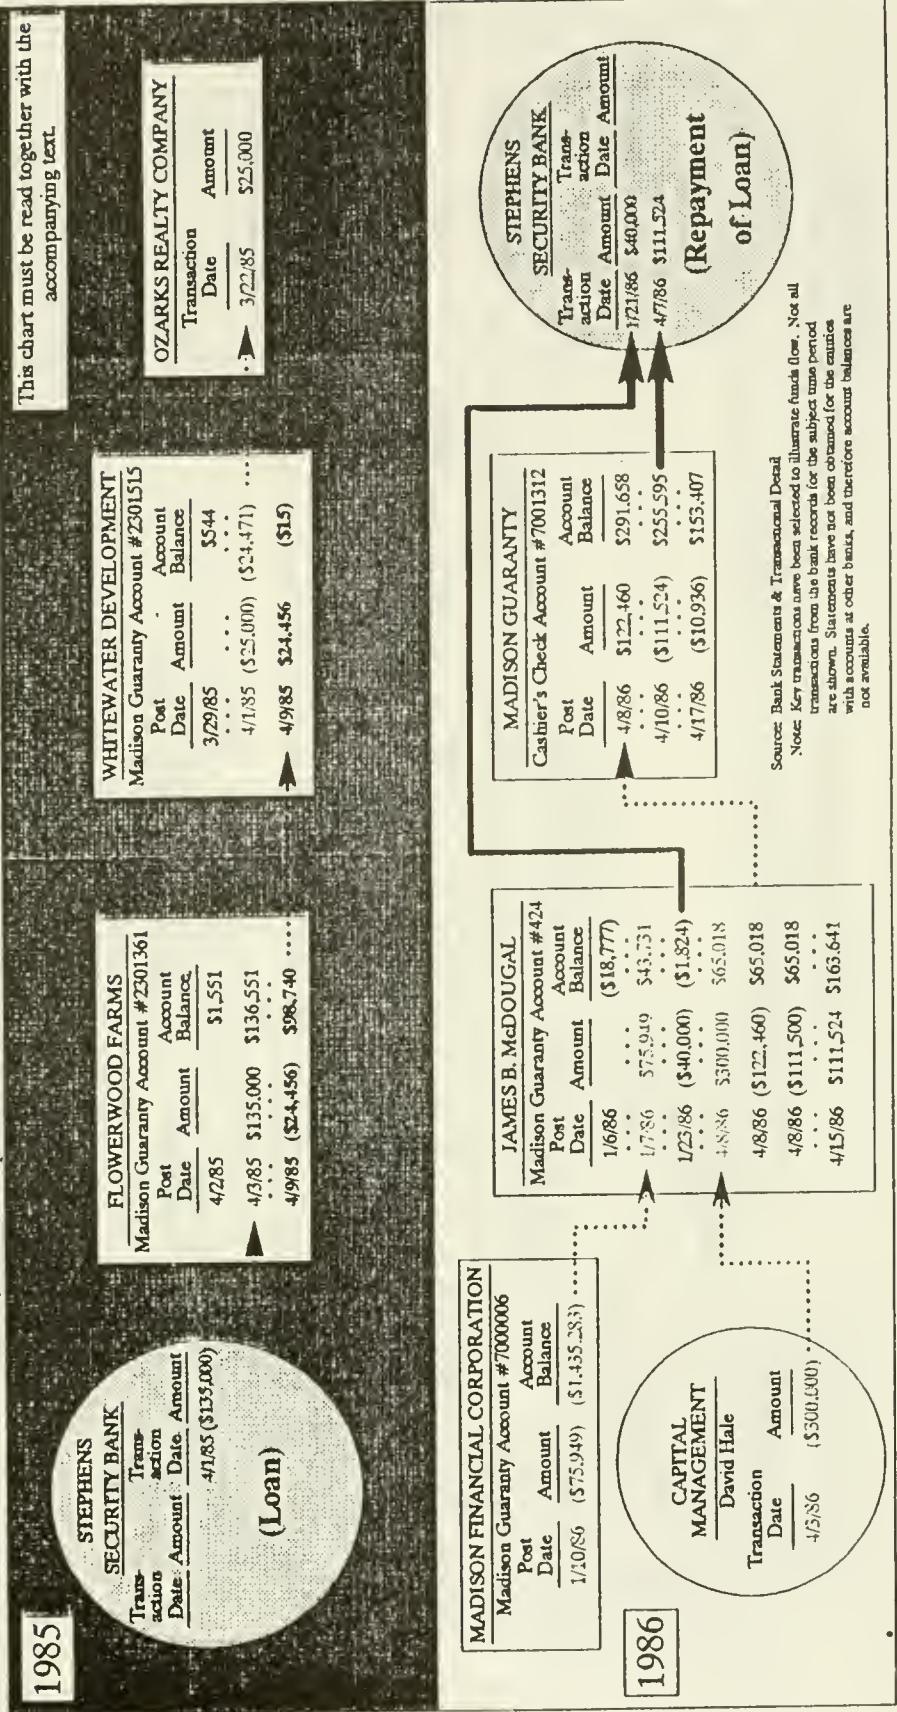 1985
This chart must be read together with the
accompanying text.
STEPHENS
SECURITY BANK
Trans- Trans-
action action
Date Amount Date Amount
4/1/85 ($135,000)
(Loan)
FLOWERWOOD FARMS
Madison Guaranty Account #2301361
Post Account
Date Amount Balance
4/2/85 $1,551
4/3/85 $135.000 $136,551
. . . . . . . . .
4/9/85 ($24,456) $98,740 ....
WHITEWATER DEVELOPMENT
Madison Guaranty Account #2301515
Post Account
Date Amount Balance
3/29/85 $544
. . . . . . . . .
4/1/85 ($25.000) ($24.471) ...
4/9/85 $24.456 ($15)
OZARKS REALTY COMPANY
Transaction
Date Amount
3/22/85 $25,000
1986
MADISON FINANCIAL CORPORATION
Madison Guaranty Account #7000006
Post Account
Date Amount Balance
1/10/86 ($75.949) ($1.435.283)
CAPITAL
MANAGEMENT
David Hale
Transaction
Date Amount
4/3/86 ($300.000)
JAMES B. McDOUGAL
Madison Guaranty Account #424
Post Account
Date Amount Balance
1/6/86 ($18,777)
. . . . . . . . .
1/7/86 $75.949 $43.731
. . . . . . . . .
1/23/86 ($40,000) ($1.824)
. . . . . . . . .
4/8/86 $300.000 $65.018
4/8/86 ($122,460) $65.018
4/8/86 ($111,500) $65.018
. . . . . . . . .
4/15/86 $111,524 $163.641
MADISON GUARANTY
Cashier's Check Account #7001312
Post Account
Date Amount Balance
4/8/86 $122,460 $291.658
. . . . . . . . .
4/10/86 ($111.524) $255.595
. . . . . . . . .
4/17/86 ($10.936) $153.407
STEPHENS
SECURITY BANK
Trans- Trans-
action action
Date Amount Date Amount
1/21/86 $40,000
4/7/86 $111.524
(Repayment
of Loan)
Source: Bank Statements & Transactional Detail
Note: Key transactions have been selected to illustrate funds flow. Not all
transactions from the bank records for the subject time period
are shown. Statements have not been obtained for the entries
with accounts at other banks, and therefore account balances are
not available.